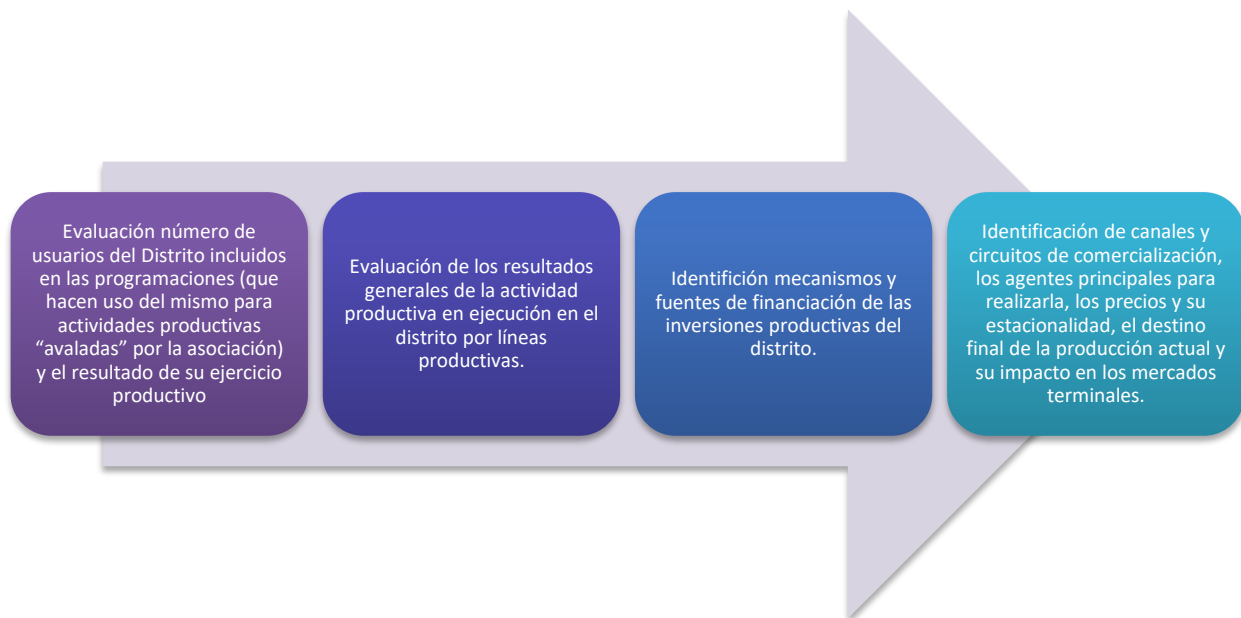 Evaluación número de
usuarios del Distrito incluidos
en las programaciones (que
hacen uso del mismo para
actividades productivas
“avaladas” por la asociación)
y el resultado de su ejercicio
productivo
Evaluación de los resultados
generales de la actividad
productiva en ejecución en el
distrito por líneas
productivas.
Identifición mecanismos y
fuentes de financiación de las
inversiones productivas del
distrito.
Identificación de canales y
circuitos de comercialización,
los agentes principales para
realizarla, los precios y su
estacionalidad, el destino
final de la producción actual y
su impacto en los mercados
terminales.